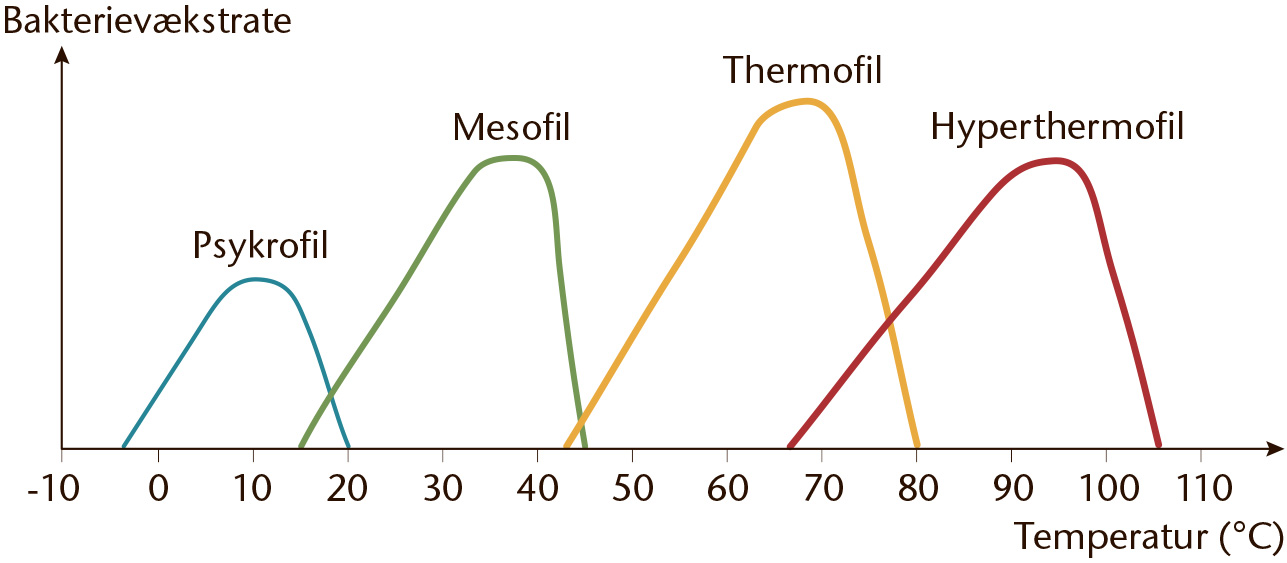 Bakterievækstrate
Thermofil
Mesofil
Hyperthermofil
Psykrofil
-10 0 10 20 30 40 50 60 70 80 90 100 110
Temperatur (°C)